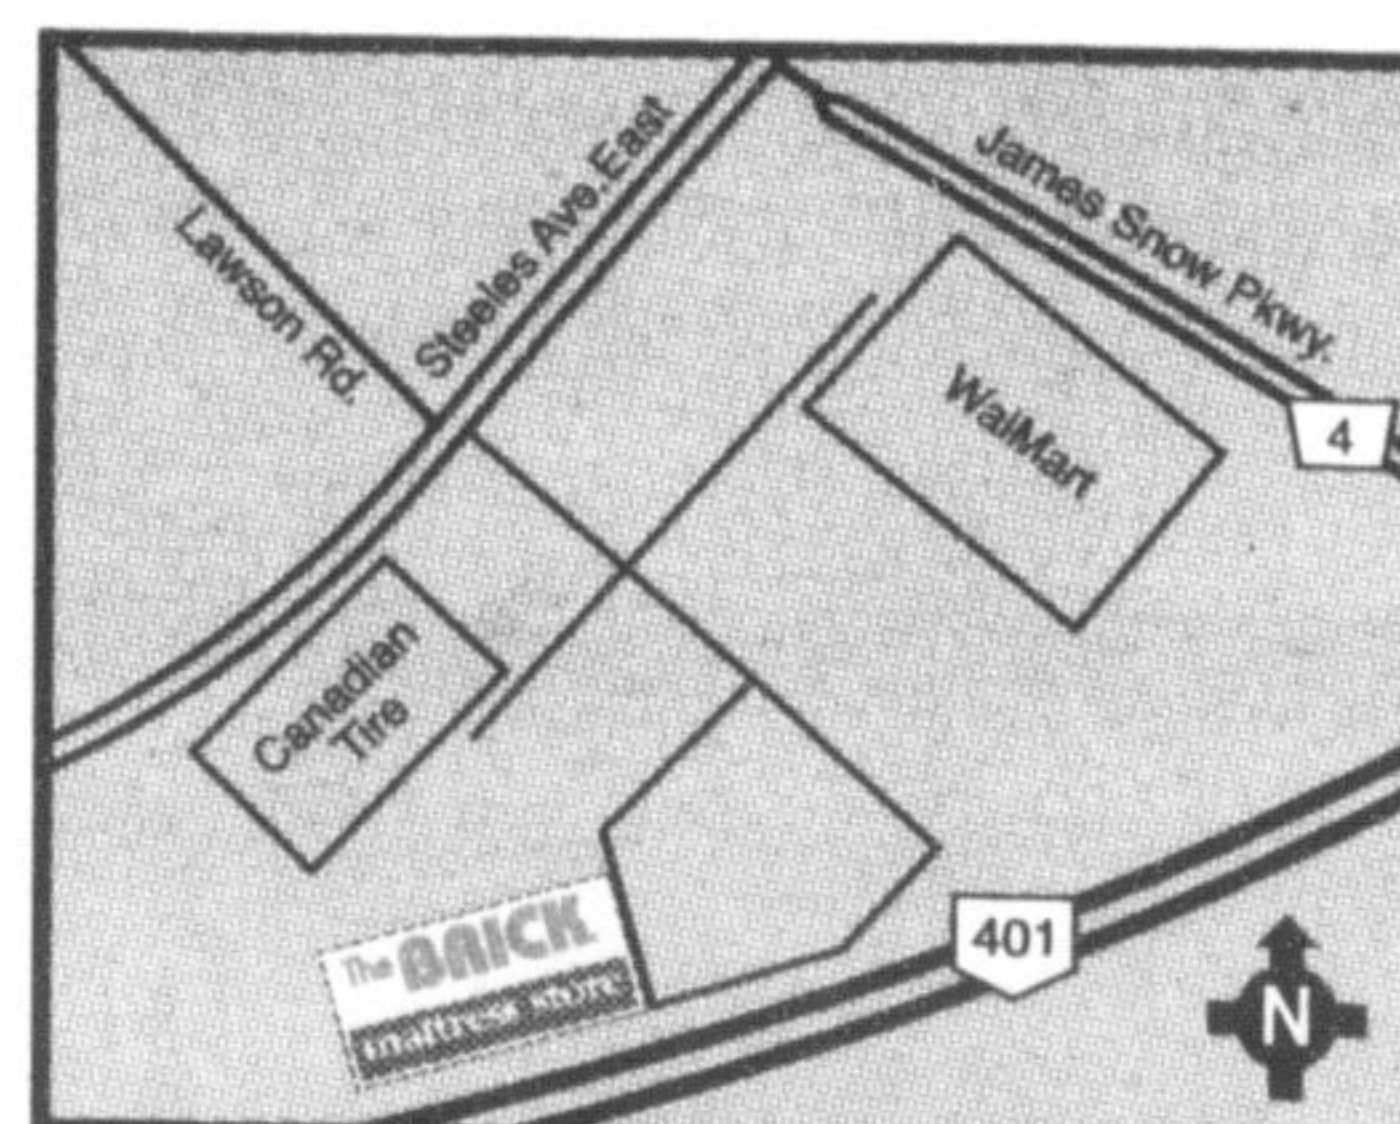 Lawson Rd.
Steeles Ave.East
James Snow Pkwy.
4
WalMart
Canadian
Tire
The BRICK
mattress store
401
N